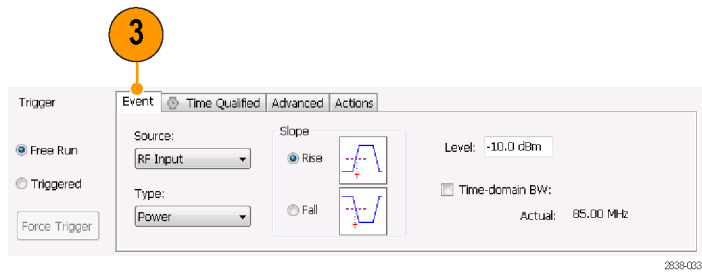 3
Trigger
Event Time Qualified Advanced Actions
Free Run
Triggered
Force Trigger
Source:
RF Input
Type:
Power
Slope
Rise
Fall
Level: -10.0 dBm
Time-domain BW:
Actual: 85.00 MHz
2838-033